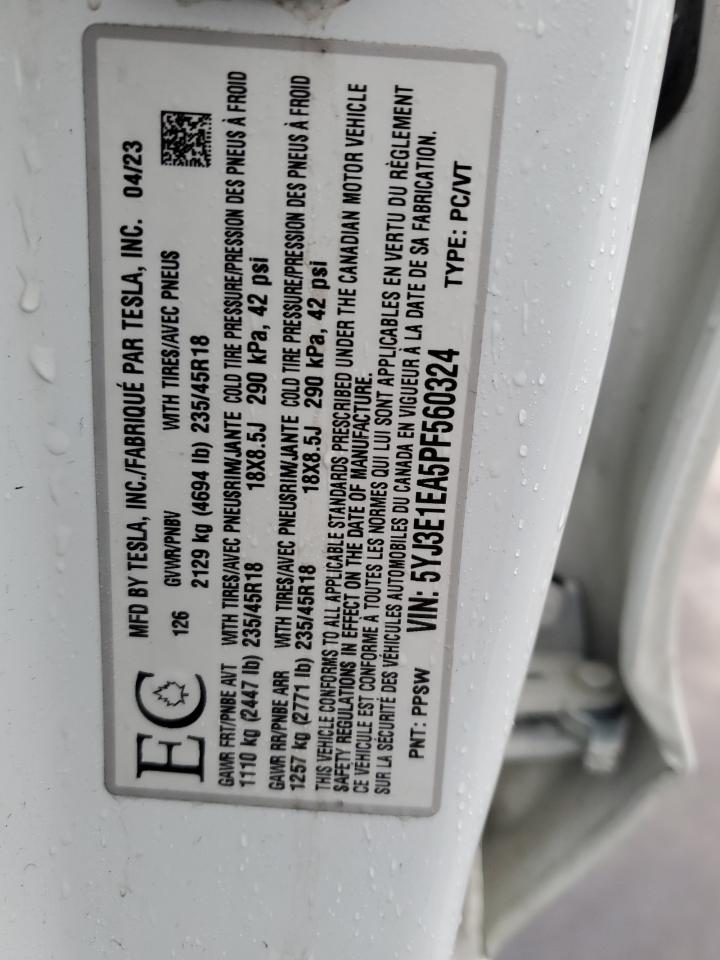 MFD BY TESLA, INC./FABRIQUÉ PAR TESLA, INC. 04/23
126 GVWR/PNBV WITH TIRES/AVEC PNEUS
2129 kg (4694 lb) 235/45R18
EC
GAWR FRT/PNBE AVT WITH TIRES/AVEC PNEUS RIM/JANTE COLD TIRE PRESSURE/PRESSION DES PNEUS À FROID
1110 kg (2447 lb) 235/45R18 18X8.5J 290 kPa, 42 psi
GAWR RR/PNBE ARR WITH TIRES/AVEC PNEUS RIM/JANTE COLD TIRE PRESSURE/PRESSION DES PNEUS À FROID
1257 kg (2771 lb) 235/45R18 18X8.5J 290 kPa, 42 psi
THIS VEHICLE CONFORMS TO ALL APPLICABLE STANDARDS PRESCRIBED UNDER THE CANADIAN MOTOR VEHICLE
SAFETY REGULATIONS IN EFFECT ON THE DATE OF MANUFACTURE.
CE VÉHICULE EST CONFORME À TOUTES LES NORMES QUI LUI SONT APPLICABLES EN VERTU DU RÈGLEMENT
SUR LA SÉCURITÉ DES VÉHICULES AUTOMOBILES DU CANADA EN VIGUEUR À LA DATE DE SA FABRICATION.
PNT: PPSW VIN: 5YJ3E1EA5PF560324 TYPE: PC/VT